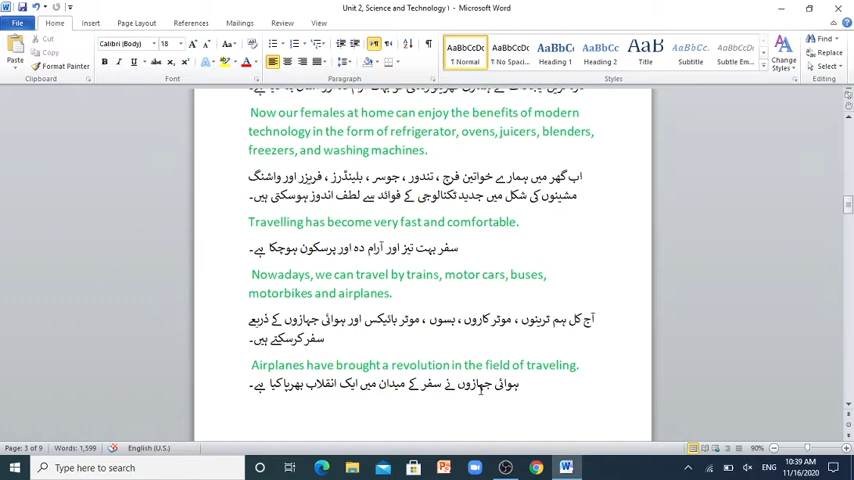 Unit 2, Science and Technology I - Microsoft Word
File Home Insert Page Layout References Mailings Review View
Cut
Copy
Format Painter
Paste
Clipboard
Calibri (Body) 18
Font
Paragraph
AaBbCcDc AaBbCcDc AaBbC AaBbCc AaB AaBbCc. AaBbCcDc
¶ Normal ¶ No Spaci... Heading 1 Heading 2 Title Subtitle Subtle Em...
Styles
Change Styles
Find
Replace
Select
Editing
Now our females at home can enjoy the benefits of modern
technology in the form of refrigerator, ovens, juicers, blenders,
freezers, and washing machines.
اب گھر میں ہمارے خواتین فرج ، تندور ، جوسر ، بلینڈرز ، فریزر اور واشنگ
مشینوں کی شکل میں جدید ٹکنالوجی کے فوائد سے لطف اندوز ہوسکتی ہیں۔
Travelling has become very fast and comfortable.
سفر بہت تیز اور آرام دہ اور پرسکون ہوچکا ہے۔
Nowadays, we can travel by trains, motor cars, buses,
motorbikes and airplanes.
آج کل ہم ٹرینوں ، موٹر کاروں ، بسوں ، موٹر بائیکس اور ہوائی جہازوں کے ذریعے
سفر کرسکتے ہیں۔
Airplanes have brought a revolution in the field of traveling.
ہوائی جہازوں نے سفر کے میدان میں ایک انقلاب بھرپا کیا ہے۔
Page: 3 of 9 Words: 1,599 English (U.S.) 90%
Type here to search
ENG
10:39 AM
11/16/2020